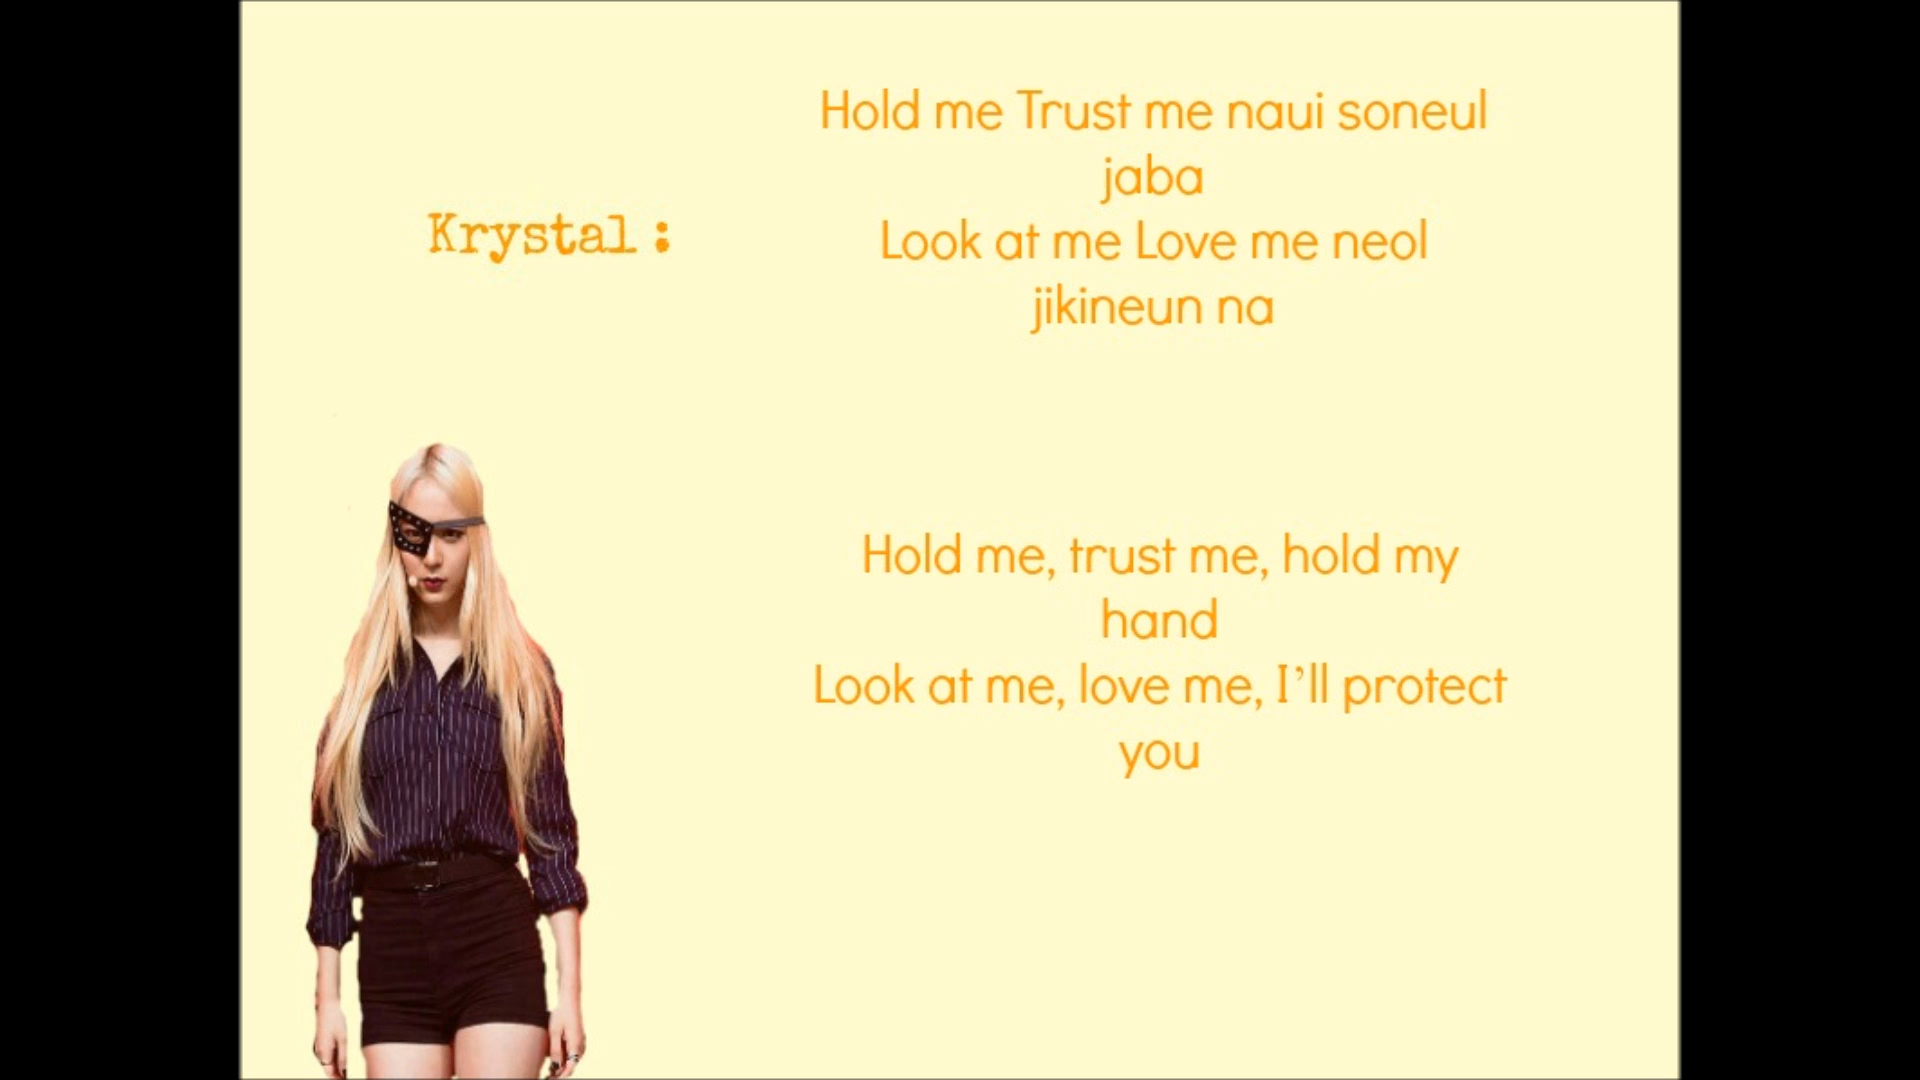 Krystal :
Hold me Trust me naui soneul
jaba
Look at me Love me neol
jikineun na
Hold me, trust me, hold my
hand
Look at me, love me, I’ll protect
you